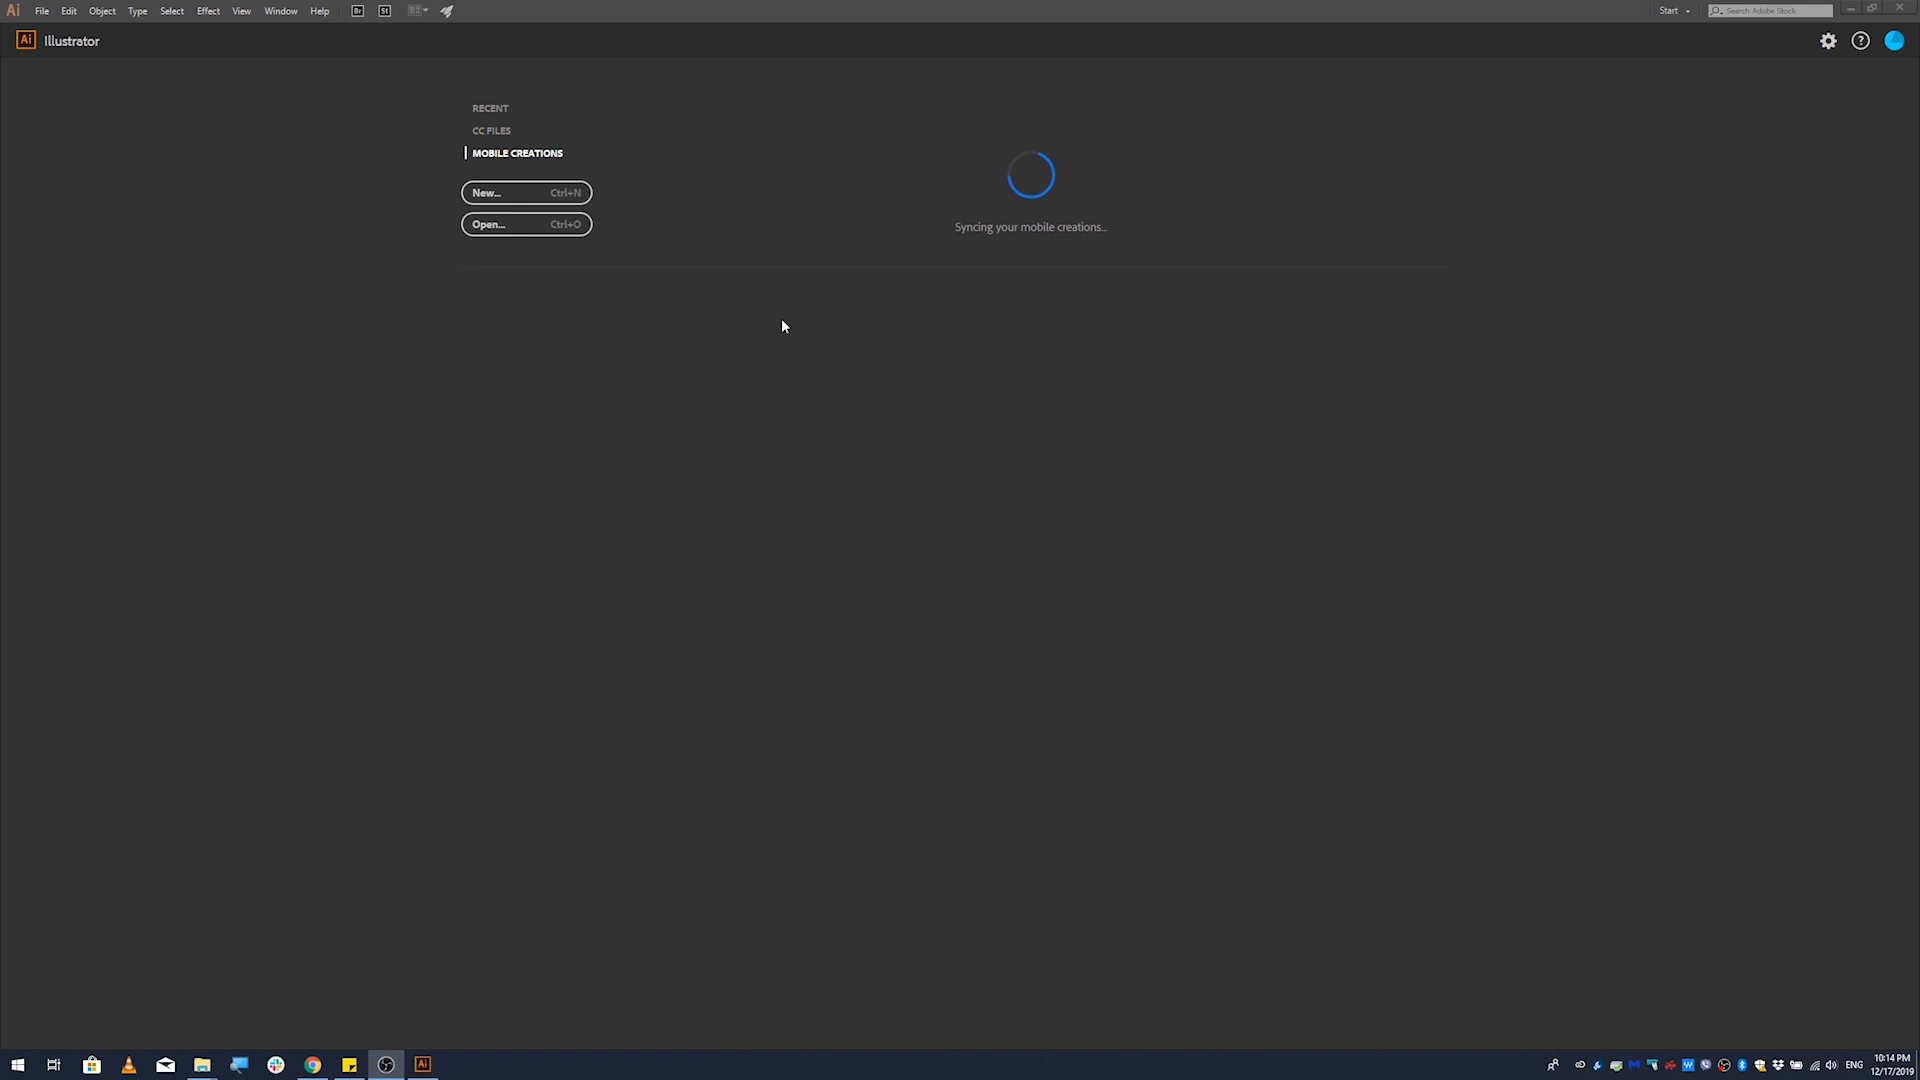 Ai File Edit Object Type Select Effect View Window Help Br St Start Search Adobe Stock
Ai Illustrator
RECENT
CC FILES
MOBILE CREATIONS
New... Ctrl+N
Open... Ctrl+O
Syncing your mobile creations...
Ai ENG 10:14 PM
12/17/2019